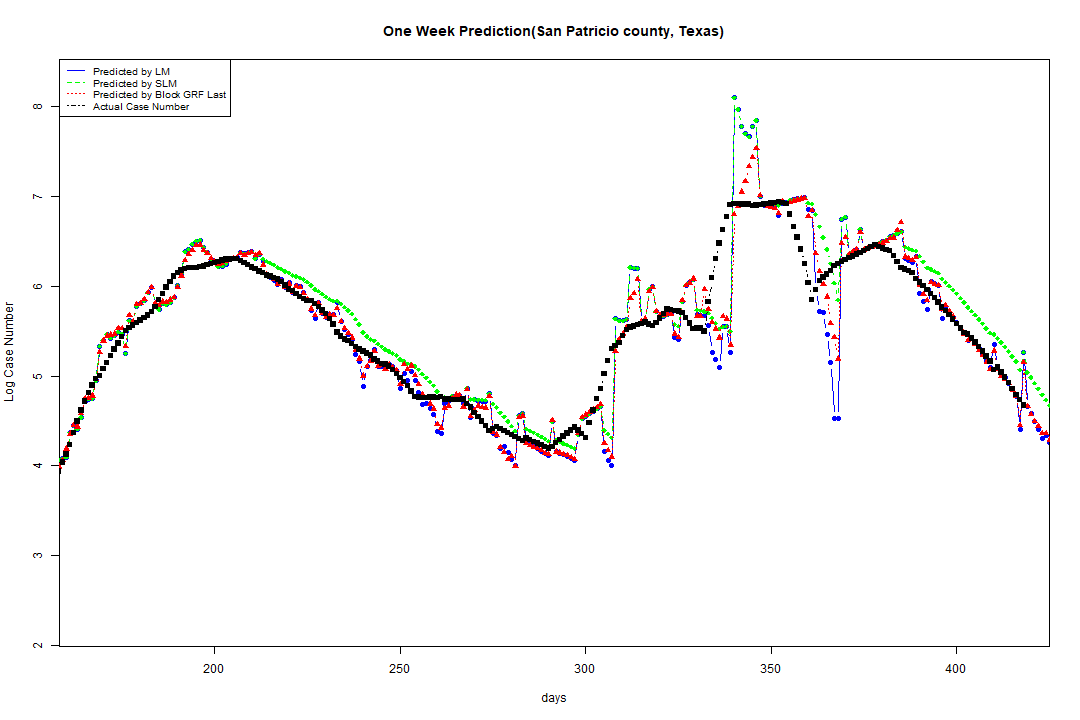 One Week Prediction(San Patricio county, Texas)
Predicted by LM
Predicted by SLM
Predicted by Block GRF Last
Actual Case Number
8
7
6
5
4
3
2
Log Case Number
200 250 300 350 400
days